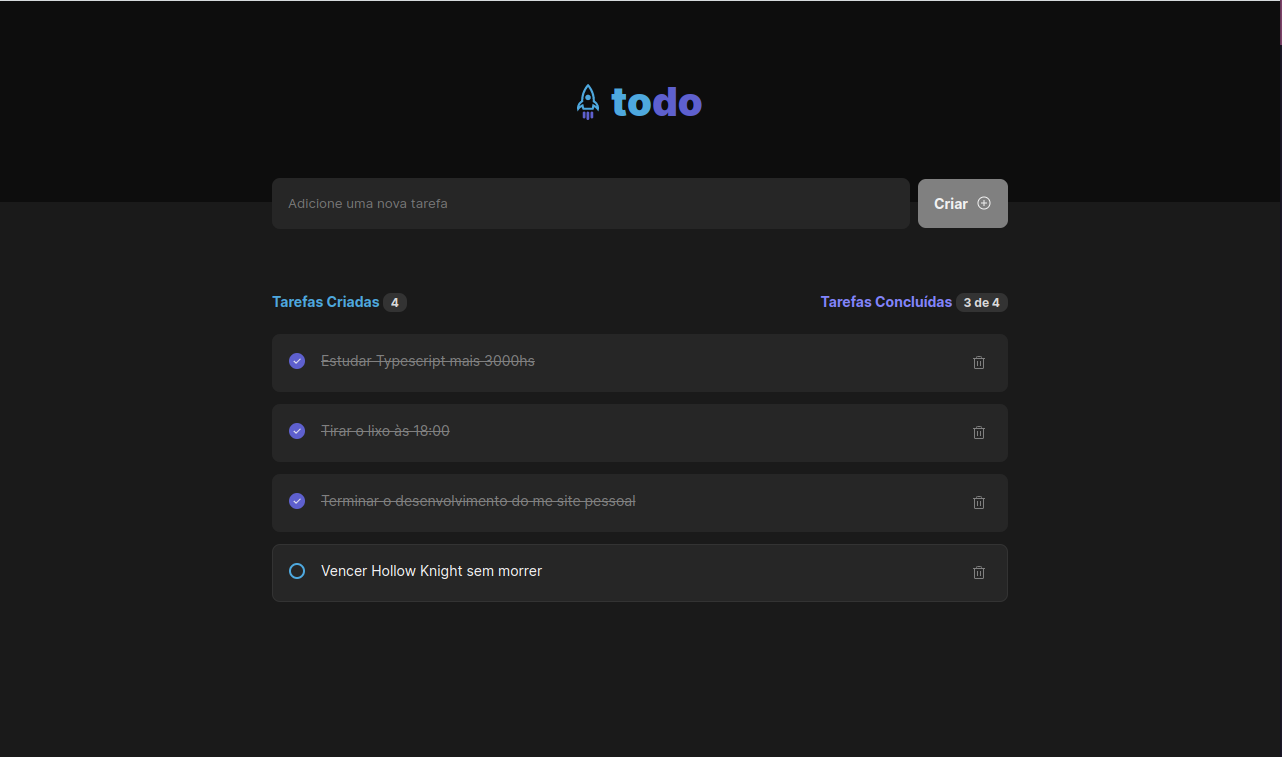 todo
Adicione uma nova tarefa
Criar
Tarefas Criadas 4
Tarefas Concluídas 3 de 4
Estudar Typescript mais 3000hs
Tirar o lixo às 18:00
Terminar o desenvolvimento do me site pessoal
Vencer Hollow Knight sem morrer